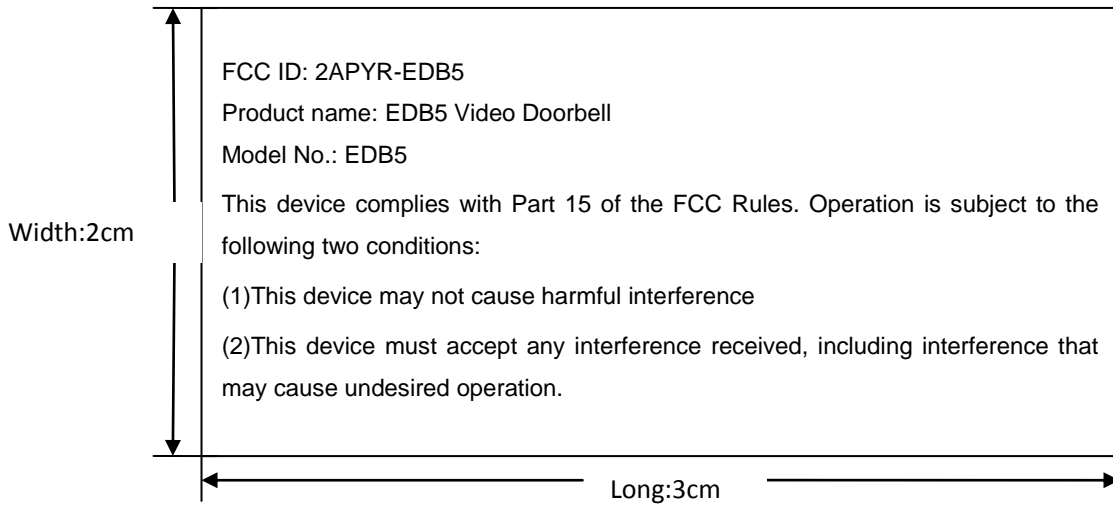 FCC ID: 2APYR-EDB5
Product name: EDB5 Video Doorbell
Model No.: EDB5
This device complies with Part 15 of the FCC Rules. Operation is subject to the
following two conditions:
(1)This device may not cause harmful interference
(2)This device must accept any interference received, including interference that
may cause undesired operation.
Width:2cm
Long:3cm